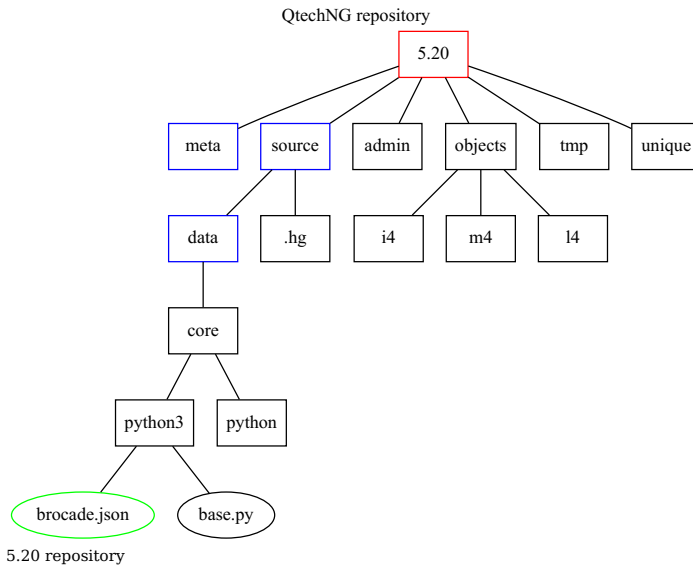 QtechNG repository
5.20
meta source admin objects tmp unique
data .hg i4 m4 l4
core
python3 python
brocade.json base.py
5.20 repository